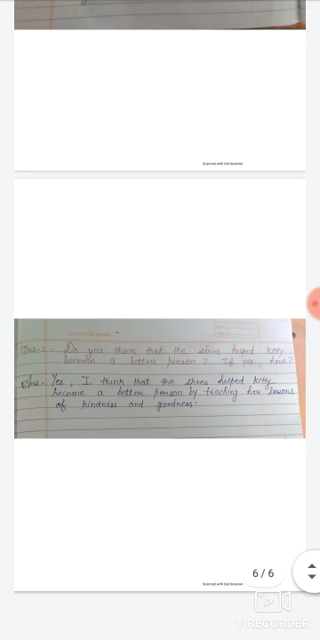 Scanned with CamScanner
Que-2- Do you think that the shoes helped Kitty
become a better person? If yes, how?
Ans- Yes, I think that the shoes helped Kitty
become a better person by teaching her lessons
of kindness and goodness.
6 / 6
Scanned with CamScanner
V RECORDER